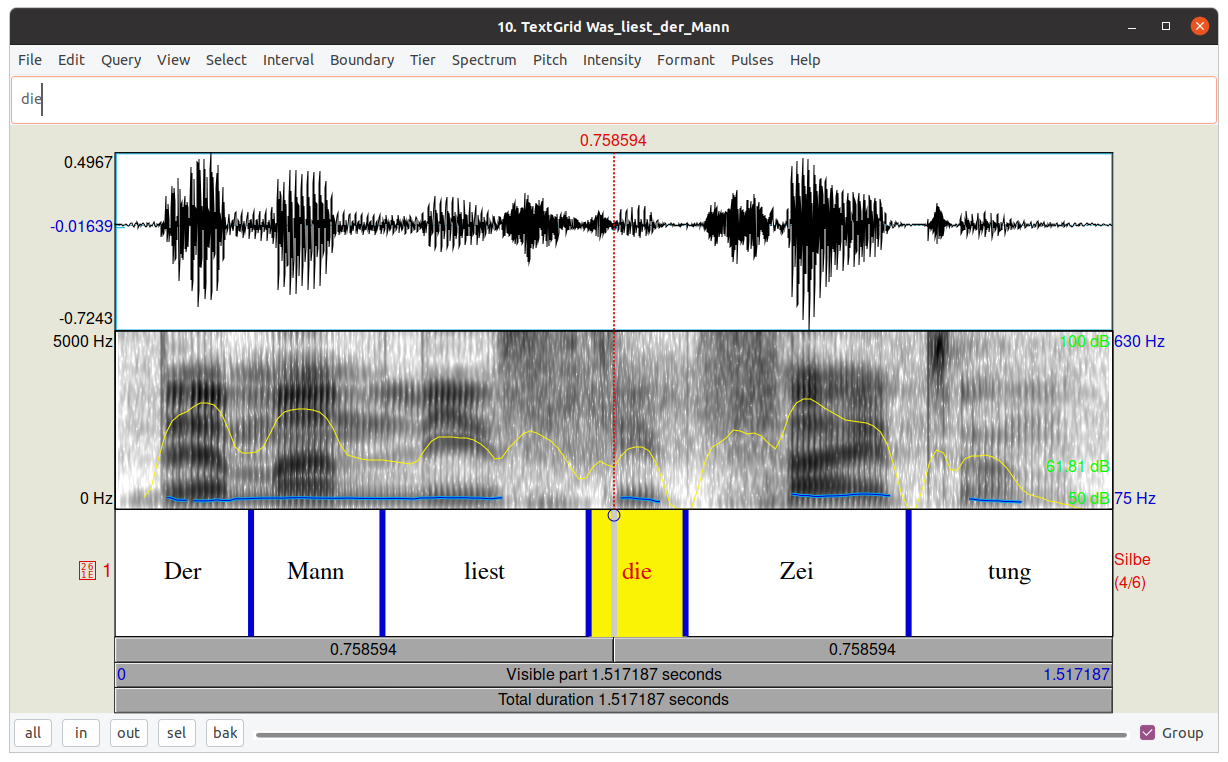 10. TextGrid Was_liest_der_Mann
File Edit Query View Select Interval Boundary Tier Spectrum Pitch Intensity Formant Pulses Help
die
0.758594
0.4967
-0.01639
-0.7243
5000 Hz 100 dB 630 Hz
61.81 dB
0 Hz 50 dB 75 Hz
Silbe
261E 1 Der Mann liest die Zei tung
(4/6)
0.758594 0.758594
0 Visible part 1.517187 seconds 1.517187
Total duration 1.517187 seconds
all in out sel bak Group